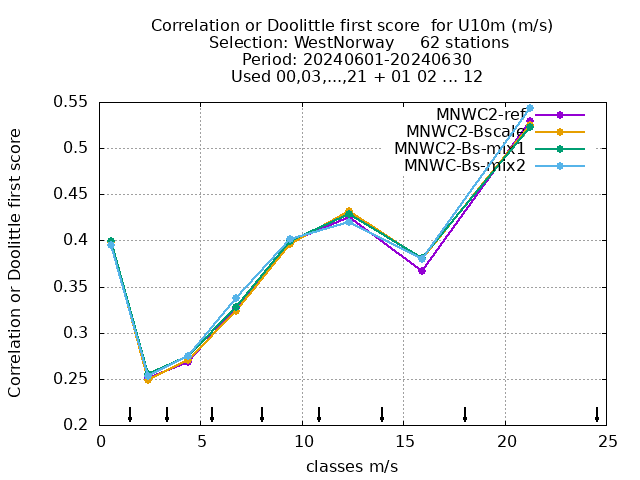 Correlation or Doolittle first score  for U10m (m/s)
Selection: WestNorway     62 stations
Period: 20240601-20240630
Used 00,03,...,21 + 01 02 ... 12
MNWC2-ref
MNWC2-Bscale
MNWC2-Bs-mix1
MNWC-Bs-mix2
Correlation or Doolittle first score
0.55
0.5
0.45
0.4
0.35
0.3
0.25
0.2
0 5 10 15 20 25
classes m/s